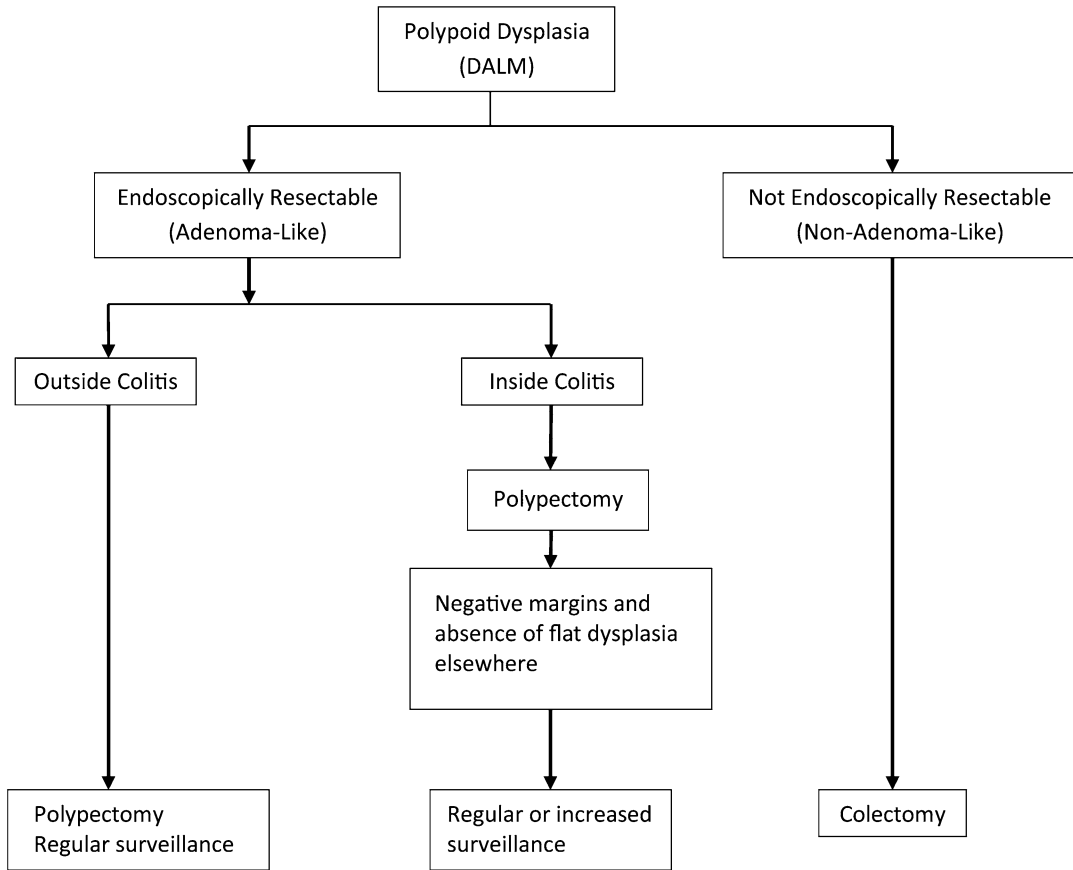 Polypoid Dysplasia
(DALM)
Endoscopically Resectable
(Adenoma-Like)
Not Endoscopically Resectable
(Non-Adenoma-Like)
Outside Colitis
Inside Colitis
Polypectomy
Negative margins and
absence of flat dysplasia
elsewhere
Polypectomy
Regular surveillance
Regular or increased
surveillance
Colectomy